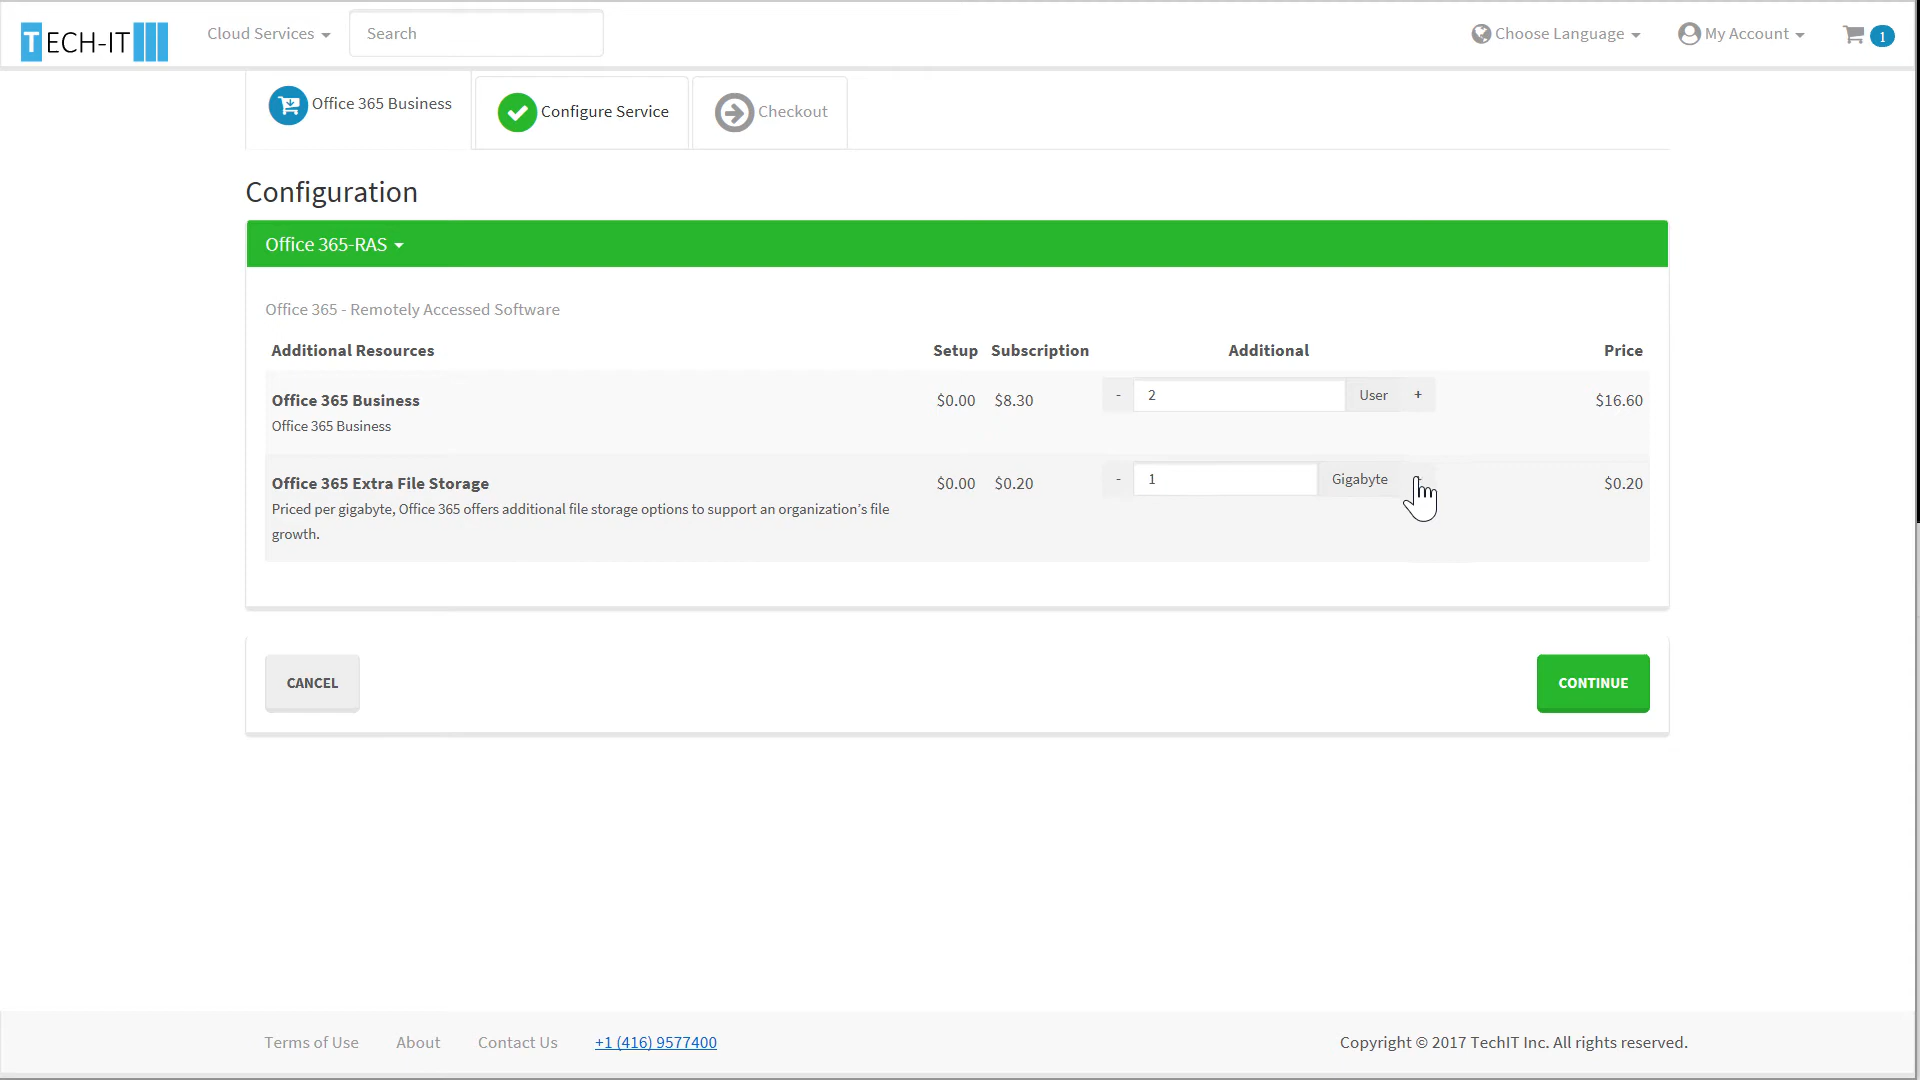 TECH-IT
Cloud Services
Search
Choose Language
My Account
1
Office 365 Business
Configure Service
Checkout
Configuration
Office 365-RAS
Office 365 - Remotely Accessed Software
Additional Resources Setup Subscription Additional Price
Office 365 Business $0.00 $8.30 - 2 User + $16.60
Office 365 Business
Office 365 Extra File Storage $0.00 $0.20 - 1 Gigabyte $0.20
Priced per gigabyte, Office 365 offers additional file storage options to support an organization's file
growth.
CANCEL
CONTINUE
Terms of Use About Contact Us +1 (416) 9577400 Copyright © 2017 TechIT Inc. All rights reserved.